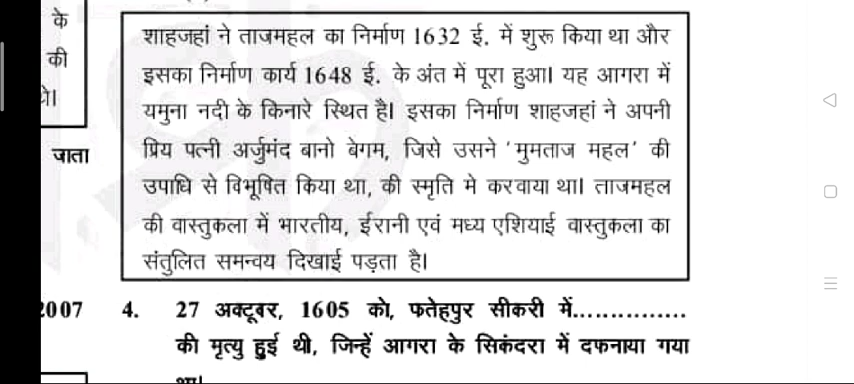 के
की
थे।
जाता
2007
शाहजहां ने ताजमहल का निर्माण 1632 ई. में शुरू किया था और
इसका निर्माण कार्य 1648 ई. के अंत में पूरा हुआ। यह आगरा में
यमुना नदी के किनारे स्थित है। इसका निर्माण शाहजहां ने अपनी
प्रिय पत्नी अर्जुमंद बानो बेगम, जिसे उसने 'मुमताज महल' की
उपाधि से विभूषित किया था, की स्मृति मे करवाया था। ताजमहल
की वास्तुकला में भारतीय, ईरानी एवं मध्य एशियाई वास्तुकला का
संतुलित समन्वय दिखाई पड़ता है।
4. 27 अक्टूबर, 1605 को, फतेहपुर सीकरी में...............
की मृत्यु हुई थी, जिन्हें आगरा के सिकंदरा में दफनाया गया
था।